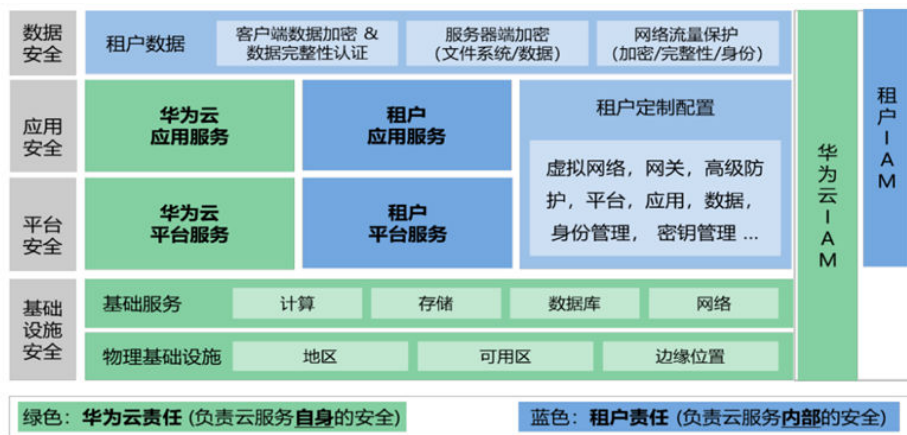 数据
安全
租户数据
客户端数据加密 &
数据完整性认证
服务器端加密
(文件系统/数据)
网络流量保护
(加密/完整性/身份)
应用
安全
华为云
应用服务
租户
应用服务
租户定制配置
虚拟网络，网关，高级防
护，平台，应用，数据，
身份管理， 密钥管理 ...
平台
安全
华为云
平台服务
租户
平台服务
基础
设施
安全
基础服务
计算
存储
数据库
网络
物理基础设施
地区
可用区
边缘位置
华为云IAM
租户IAM
绿色：华为云责任 (负责云服务自身的安全)
蓝色：租户责任 (负责云服务内部的安全)